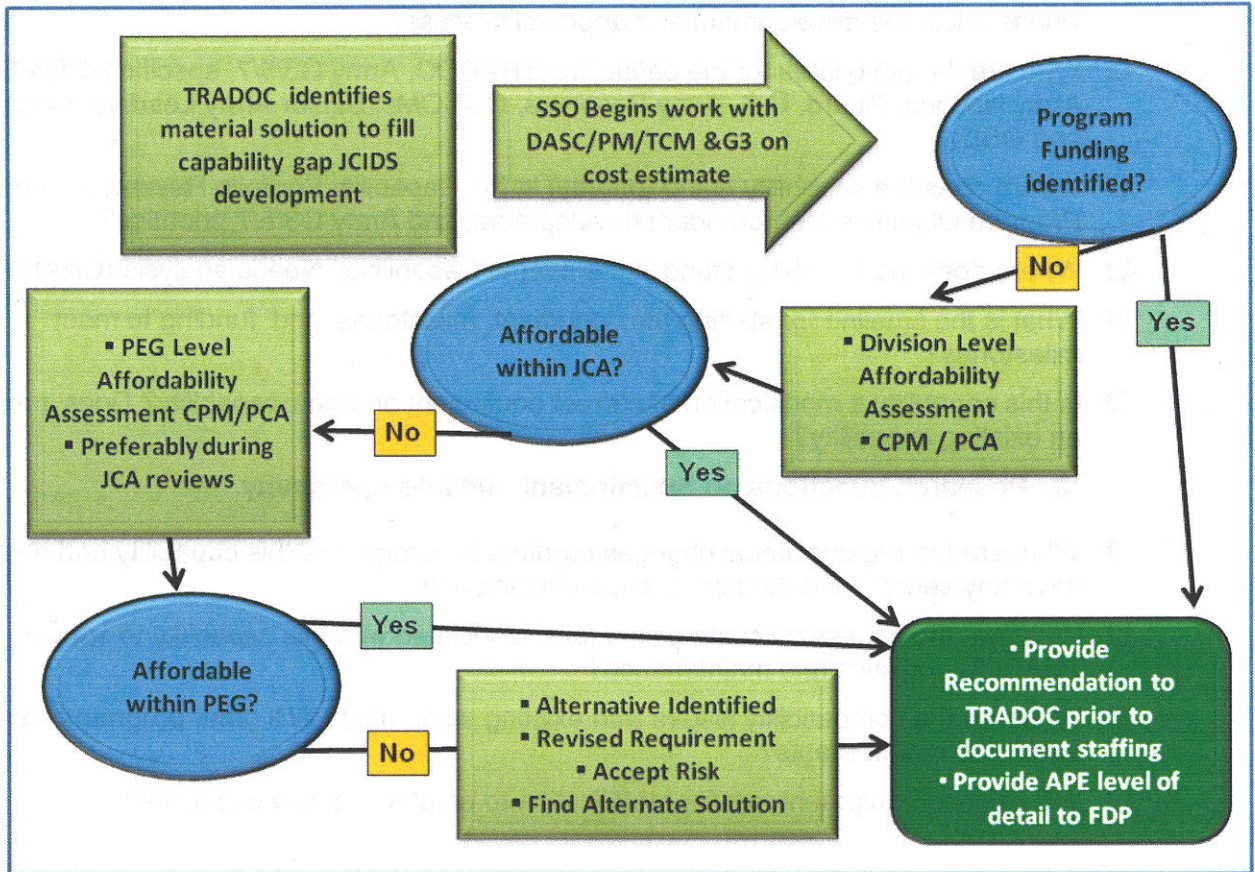 TRADOC identifies
material solution to fill
capability gap JCIDS
development
SSO Begins work with
DASC/PM/TCM &G3 on
cost estimate
Program
Funding
identified?
No
Yes
▪ Division Level
Affordability
Assessment
▪ CPM / PCA
Affordable
within JCA?
No
Yes
▪ PEG Level
Affordability
Assessment CPM/PCA
▪ Preferably during
JCA reviews
Affordable
within PEG?
Yes
No
▪ Alternative Identified
▪ Revised Requirement
▪ Accept Risk
▪ Find Alternate Solution
• Provide
Recommendation to
TRADOC prior to
document staffing
• Provide APE level of
detail to FDP